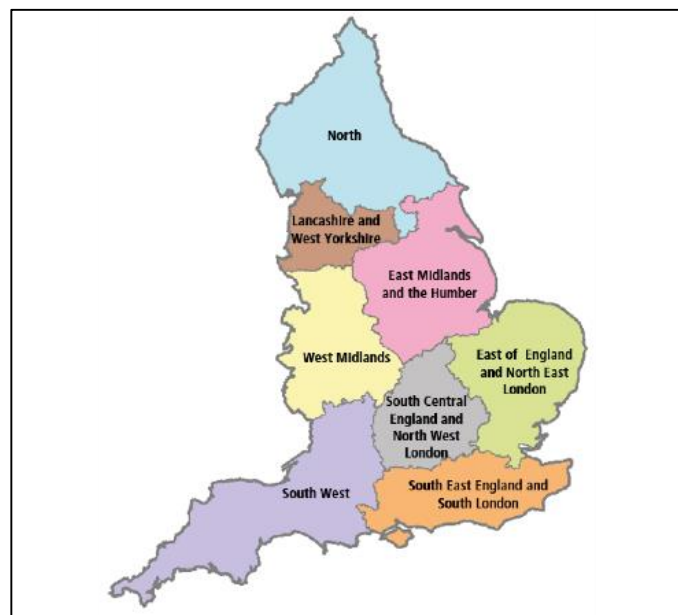 North
Lancashire and
West Yorkshire
East Midlands
and the Humber
West Midlands
East of England
and North East
London
South Central
England and
North West
London
South West
South East England and
South London